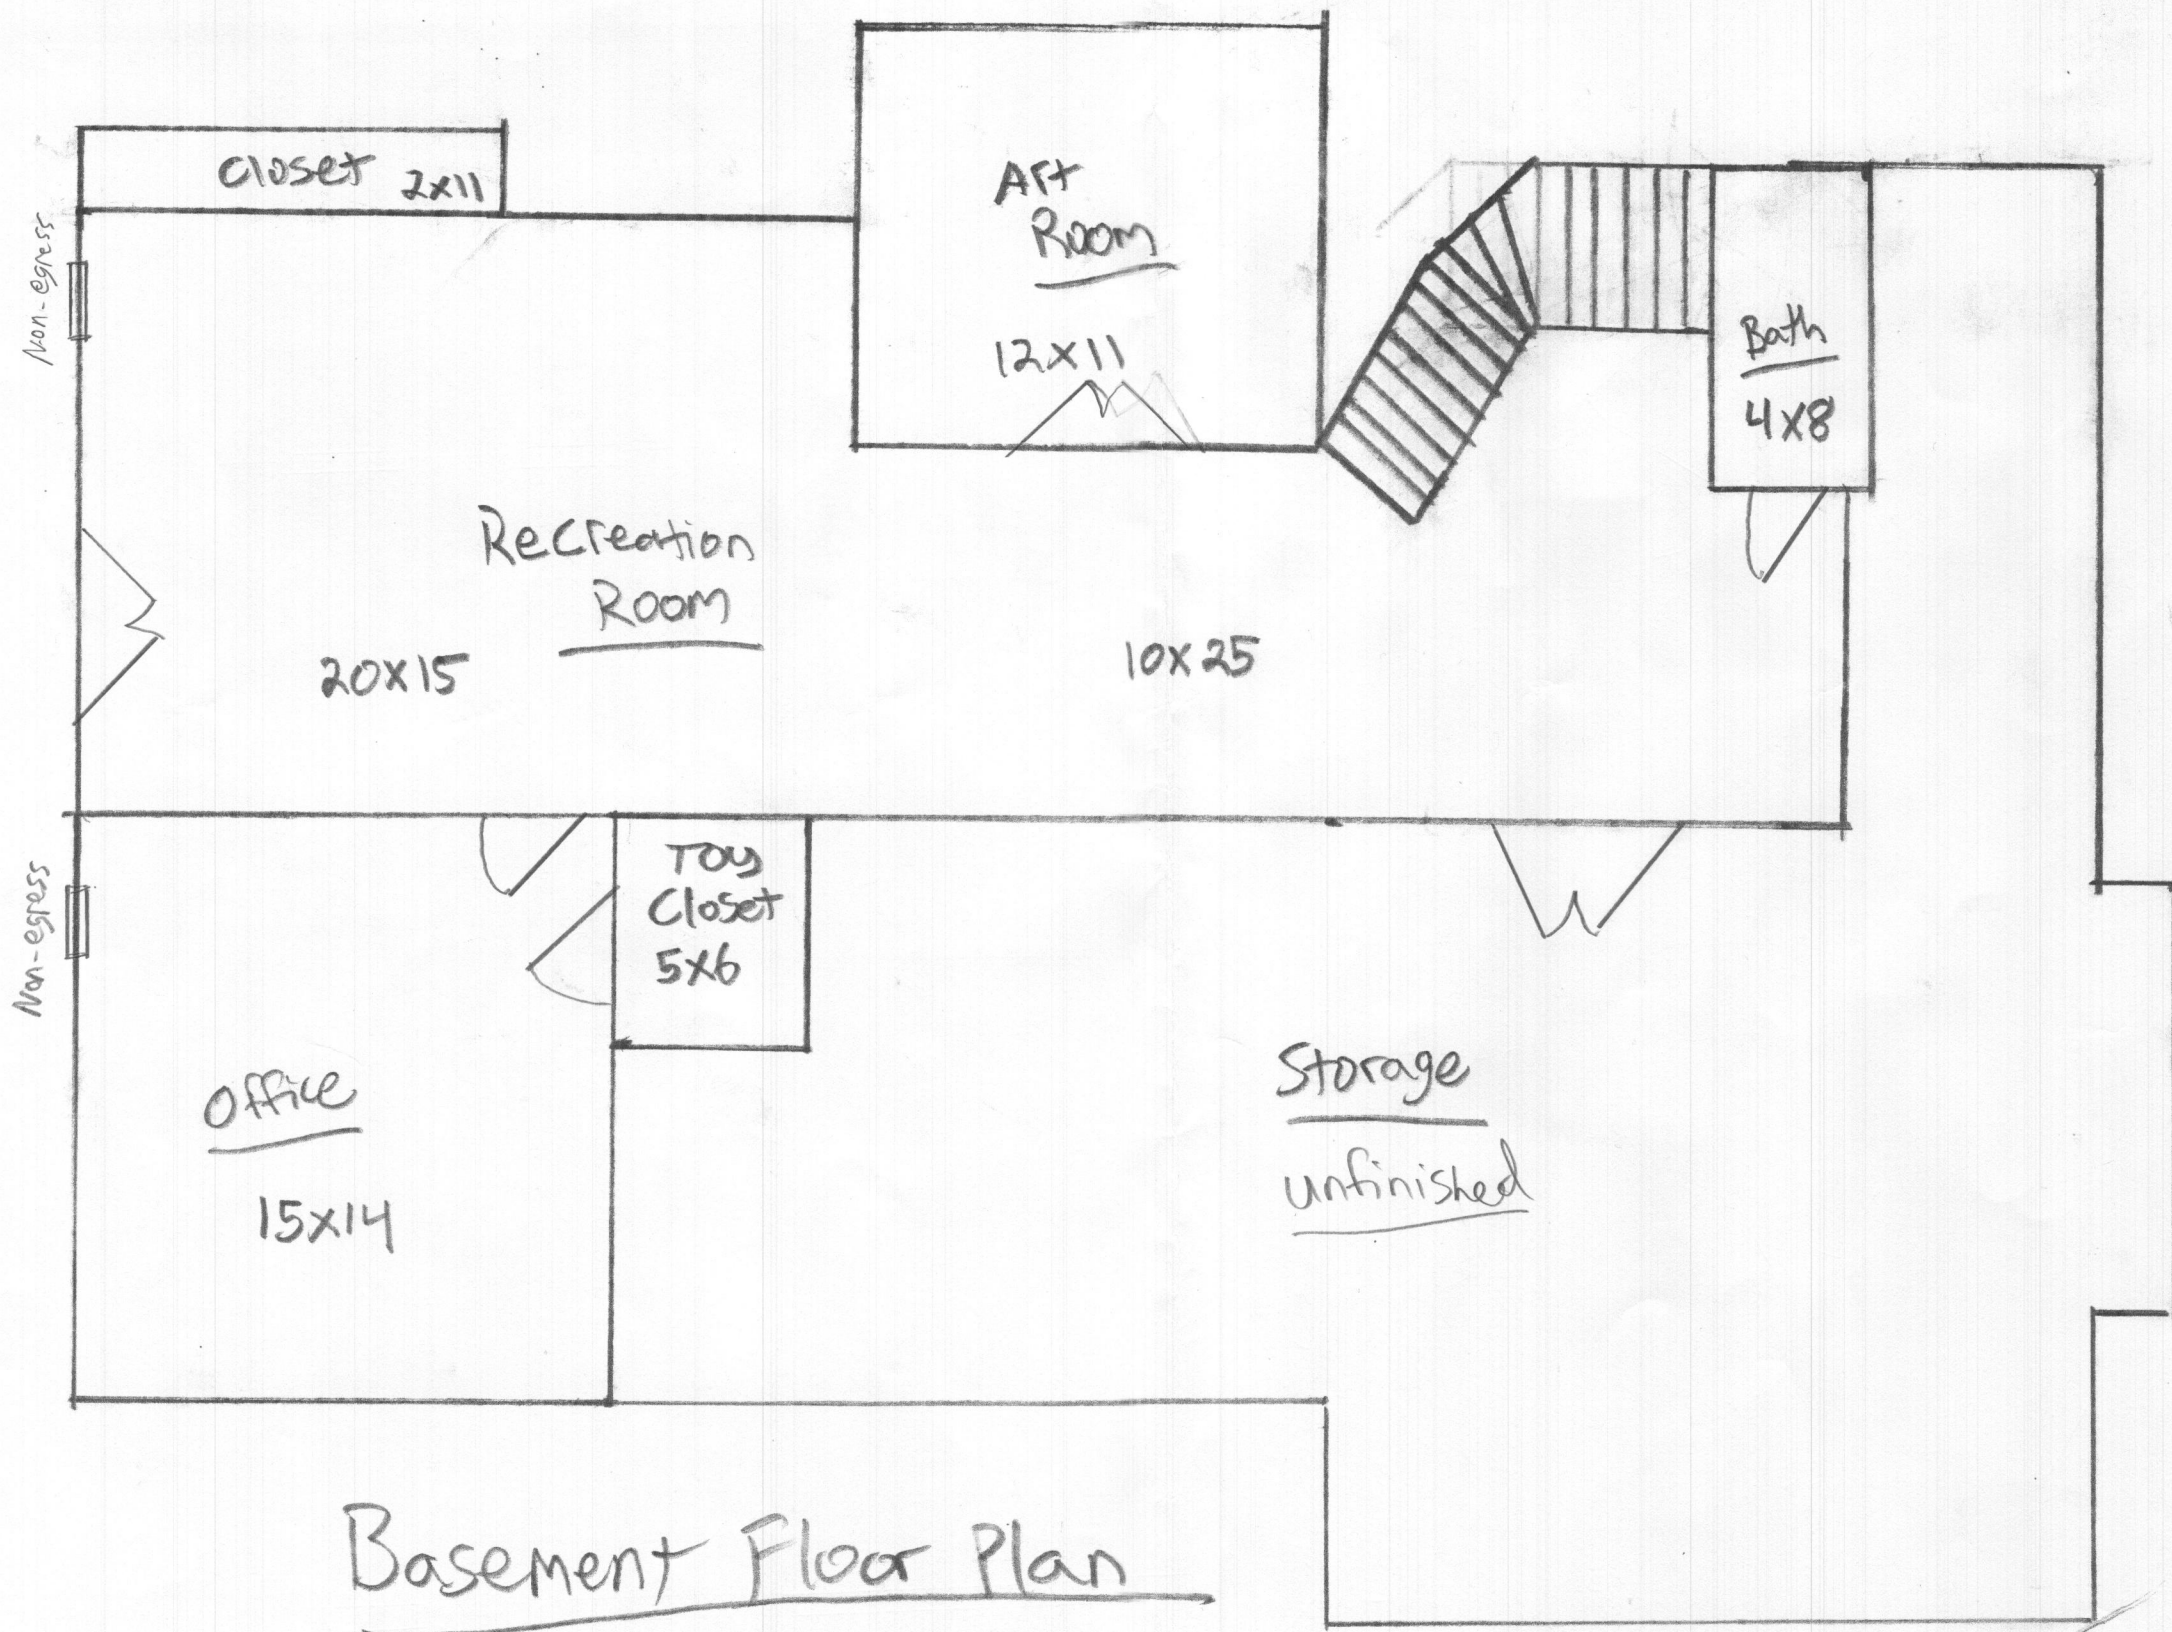 Closet 2x11
Non-egress
Art
Room
12x11
Bath
4x8
Recreation
Room
20x15
10x25
Non-egress
Toy
Closet
5x6
Office
15x14
Storage
unfinished
Basement Floor Plan